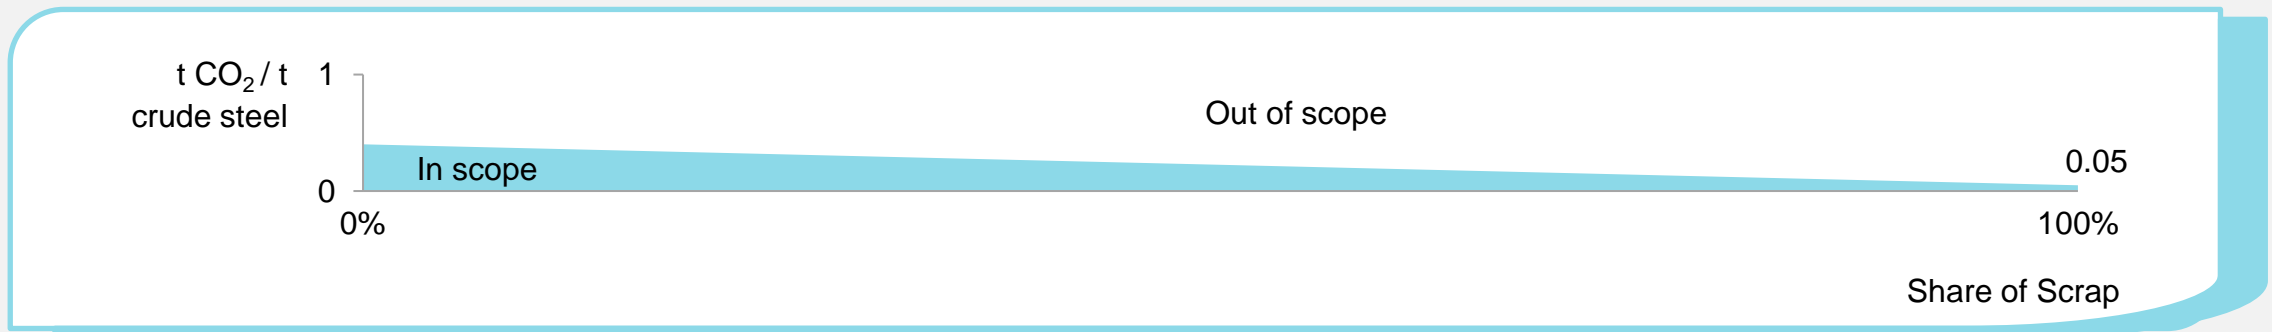 t CO₂ / t
crude steel
1
Out of scope
In scope
0.05
0
0%
100%
Share of Scrap